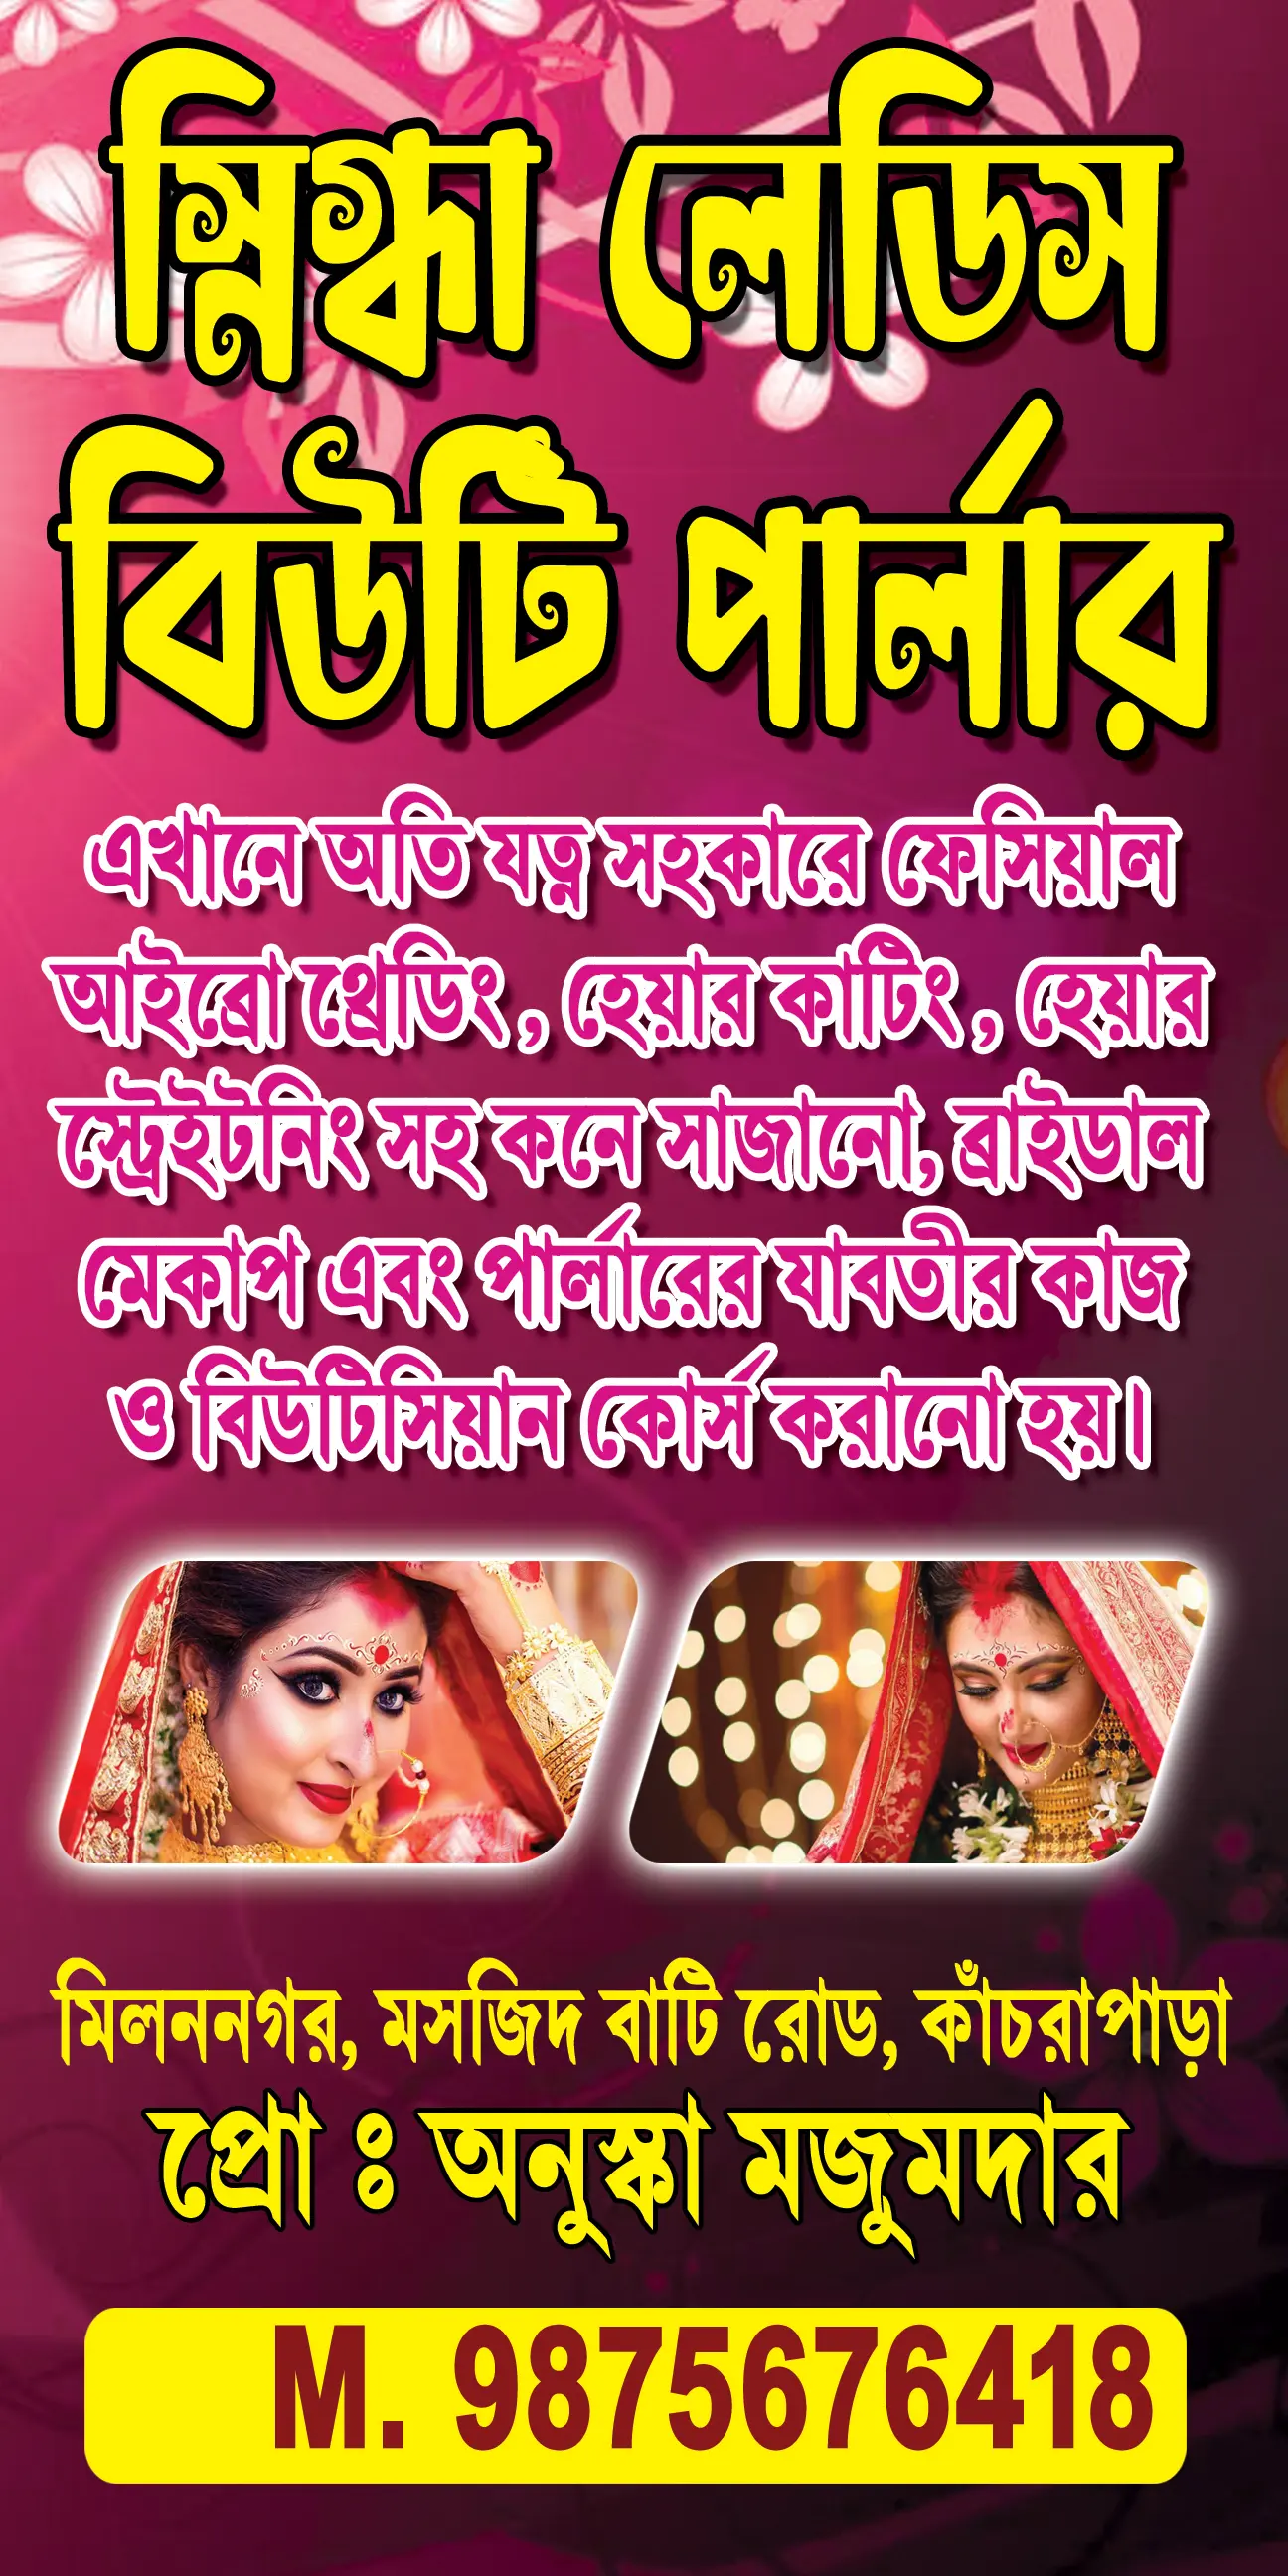 স্নিগ্ধা লেডিস
বিউটি পার্লার
এখানে অতি যত্ন সহকারে ফেসিয়াল
আইব্রো থ্রেডিং, হেয়ার কাটিং, হেয়ার
স্ট্রেইটনিং সহ কনে সাজানো, ব্রাইডাল
মেকাপ এবং পার্লারের যাবতীর কাজ
ও বিউটিসিয়ান কোর্স করানো হয়।
মিলননগর, মসজিদ বাটি রোড, কাঁচরাপাড়া
প্রো ঃ অনুস্কা মজুমদার
M. 9875676418